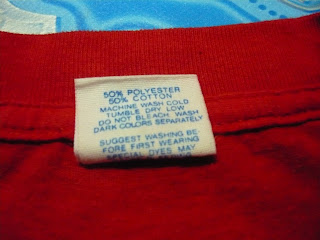 50% POLYESTER
50% COTTON
MACHINE WASH COLD
TUMBLE DRY LOW
DO NOT BLEACH. WASH
DARK COLORS SEPARATELY
SUGGEST WASHING BE-
FORE FIRST WEARING
SPECIAL DYES MAY